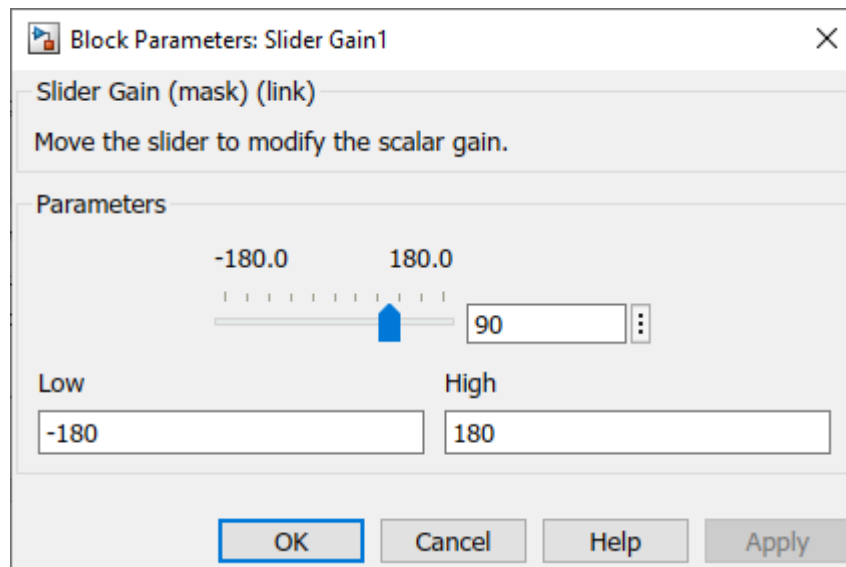 Block Parameters: Slider Gain1
Slider Gain (mask) (link)
Move the slider to modify the scalar gain.
Parameters
-180.0 180.0
90
Low High
-180 180
OK Cancel Help Apply